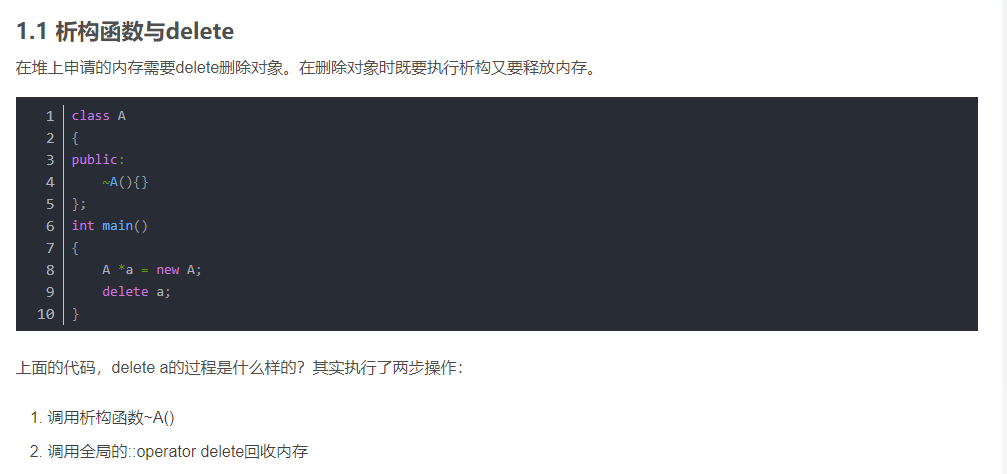 1.1 析构函数与delete
在堆上申请的内存需要delete删除对象。在删除对象时既要执行析构又要释放内存。
1 class A
2 {
3 public:
4     ~A(){}
5 };
6 int main()
7 {
8     A *a = new A;
9     delete a;
10 }
上面的代码，delete a的过程是什么样的？其实执行了两步操作：
1. 调用析构函数~A()
2. 调用全局的::operator delete回收内存